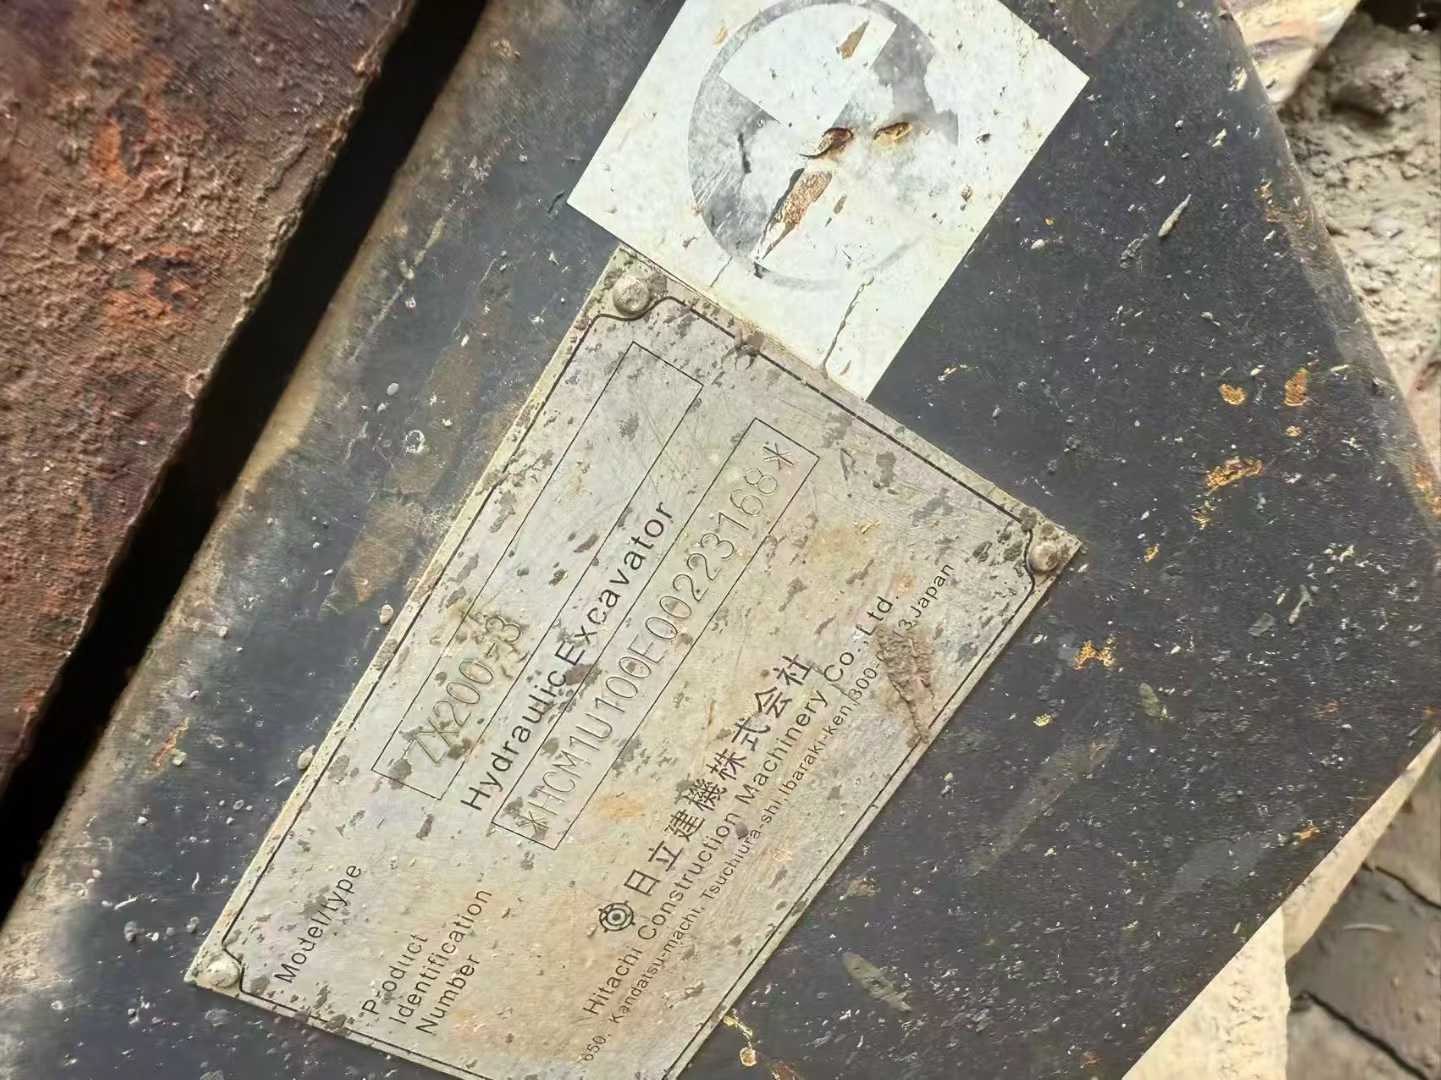 Model/type ZX200-3
Hydraulic Excavator
Product
Identification
Number
*HCM1U100E00223168*
日立建機株式会社
Hitachi Construction Machinery Co.,Ltd.
650, Kandatsu-machi, Tsuchiura-shi, Ibaraki-ken, Japan